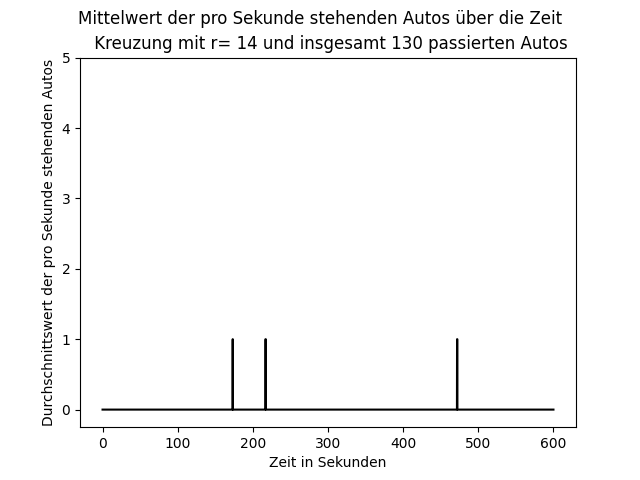 Mittelwert der pro Sekunde stehenden Autos über die Zeit
Kreuzung mit r= 14 und insgesamt 130 passierten Autos
Durchschnittswert der pro Sekunde stehenden Autos
5
4
3
2
1
0
0 100 200 300 400 500 600
Zeit in Sekunden